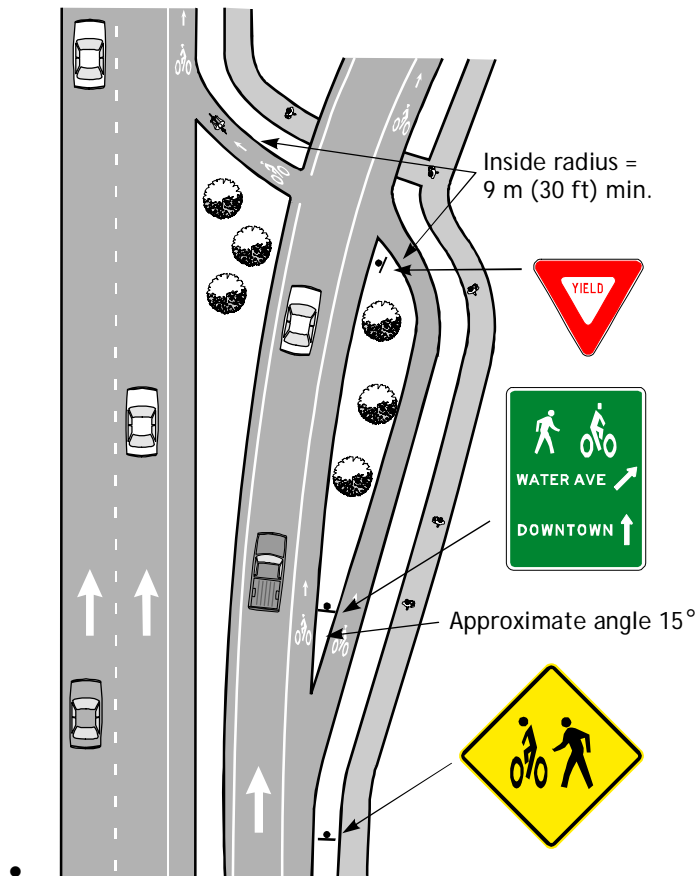 Inside radius =
9 m (30 ft) min.
YIELD
WATER AVE
DOWNTOWN
Approximate angle 15°